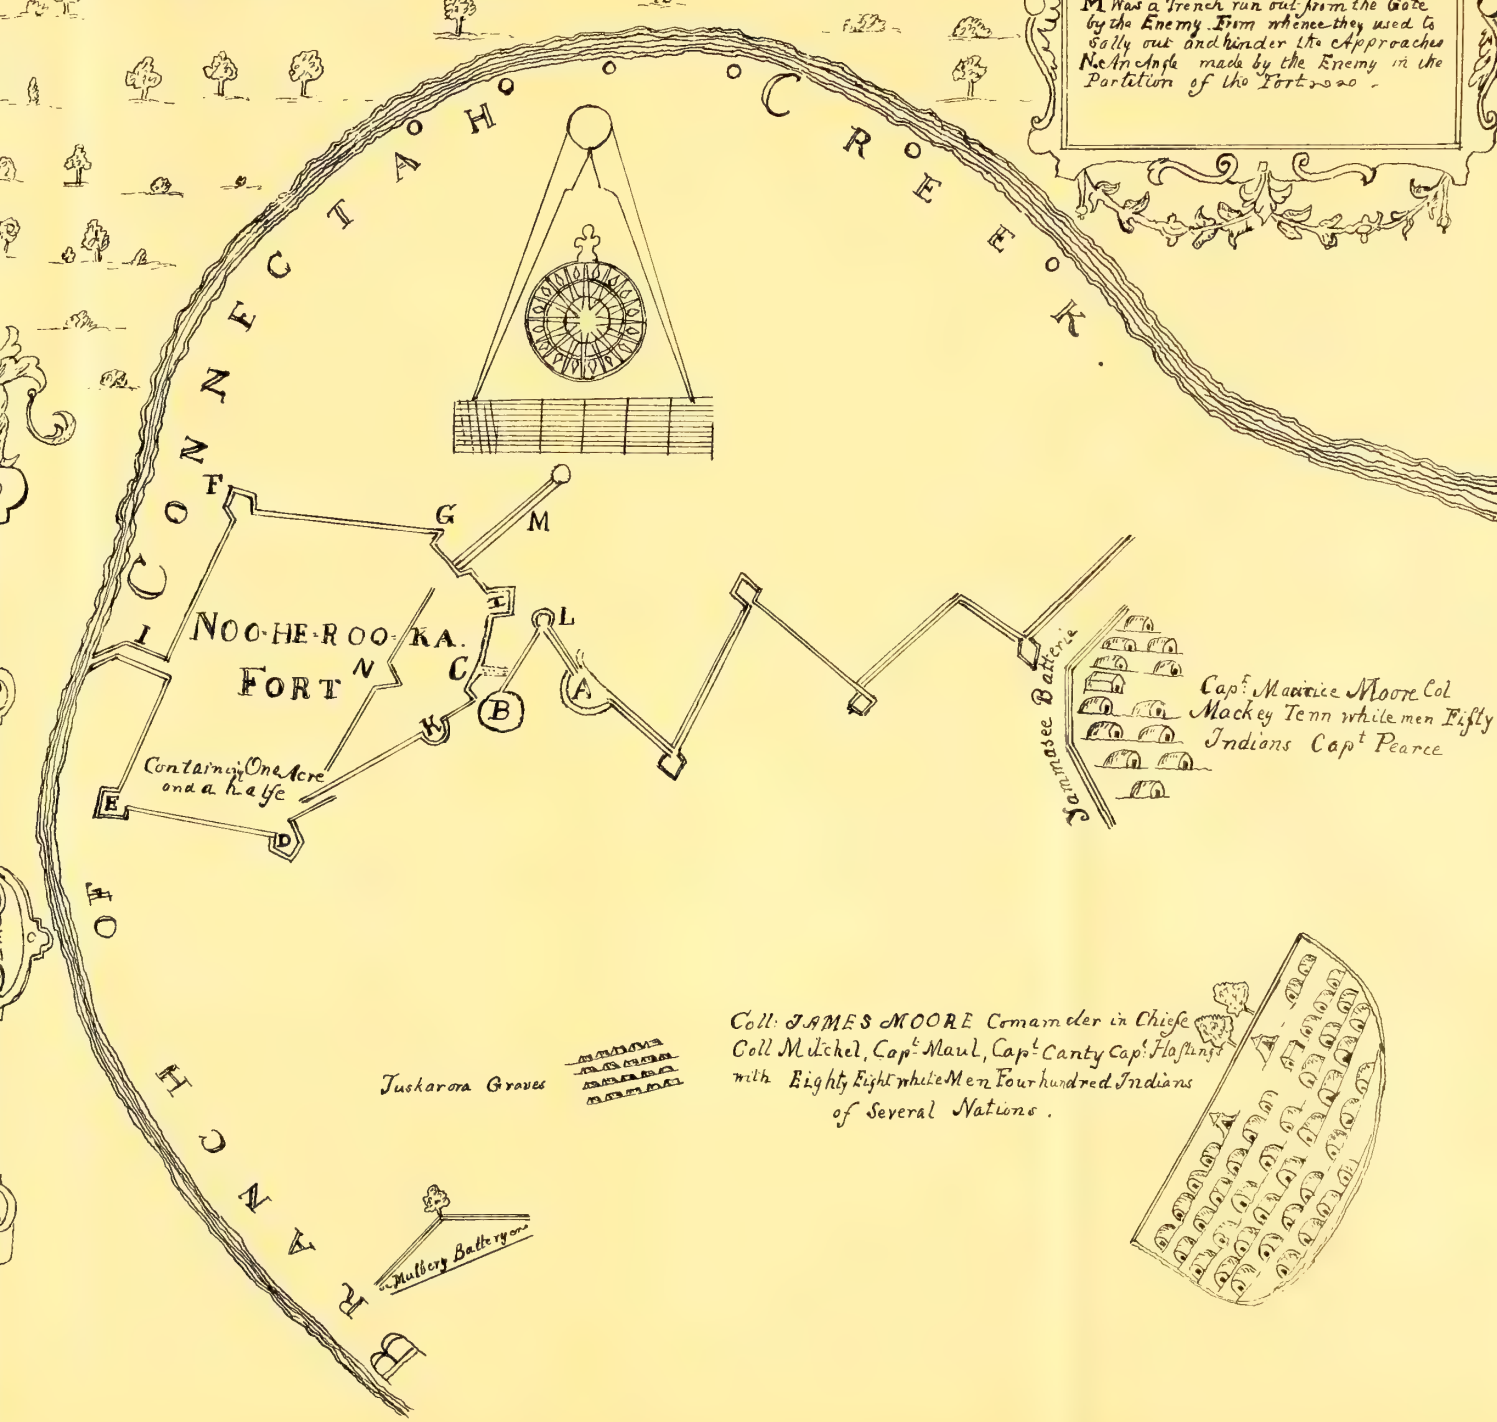 M Was a Trench run out from the Gate
by the Enemy From whence they used to
Sally out and hinder the Approaches
N. An Angle made by the Enemy in the
Partition of the Fort
BRANCH OF CONNECTAH CREEK
F
G
M
I
I
L
NOO-HE-ROO-KA.
FORT
N
C
A
B
K
Containing One Acre
and a halfe
E
D
Yammasee Batterie
Capt Maurice Moore Col
Mackey Tenn white men Fifty
Indians Capt Pearce
Coll: JAMES MOORE Comamder in Chiefe
Coll Mitchel, Capt Maul, Capt Canty Capt Hastings
with Eighty Eight white Men Four hundred Indians
of Several Nations.
Tuskarora Graves
Mulbery Battery